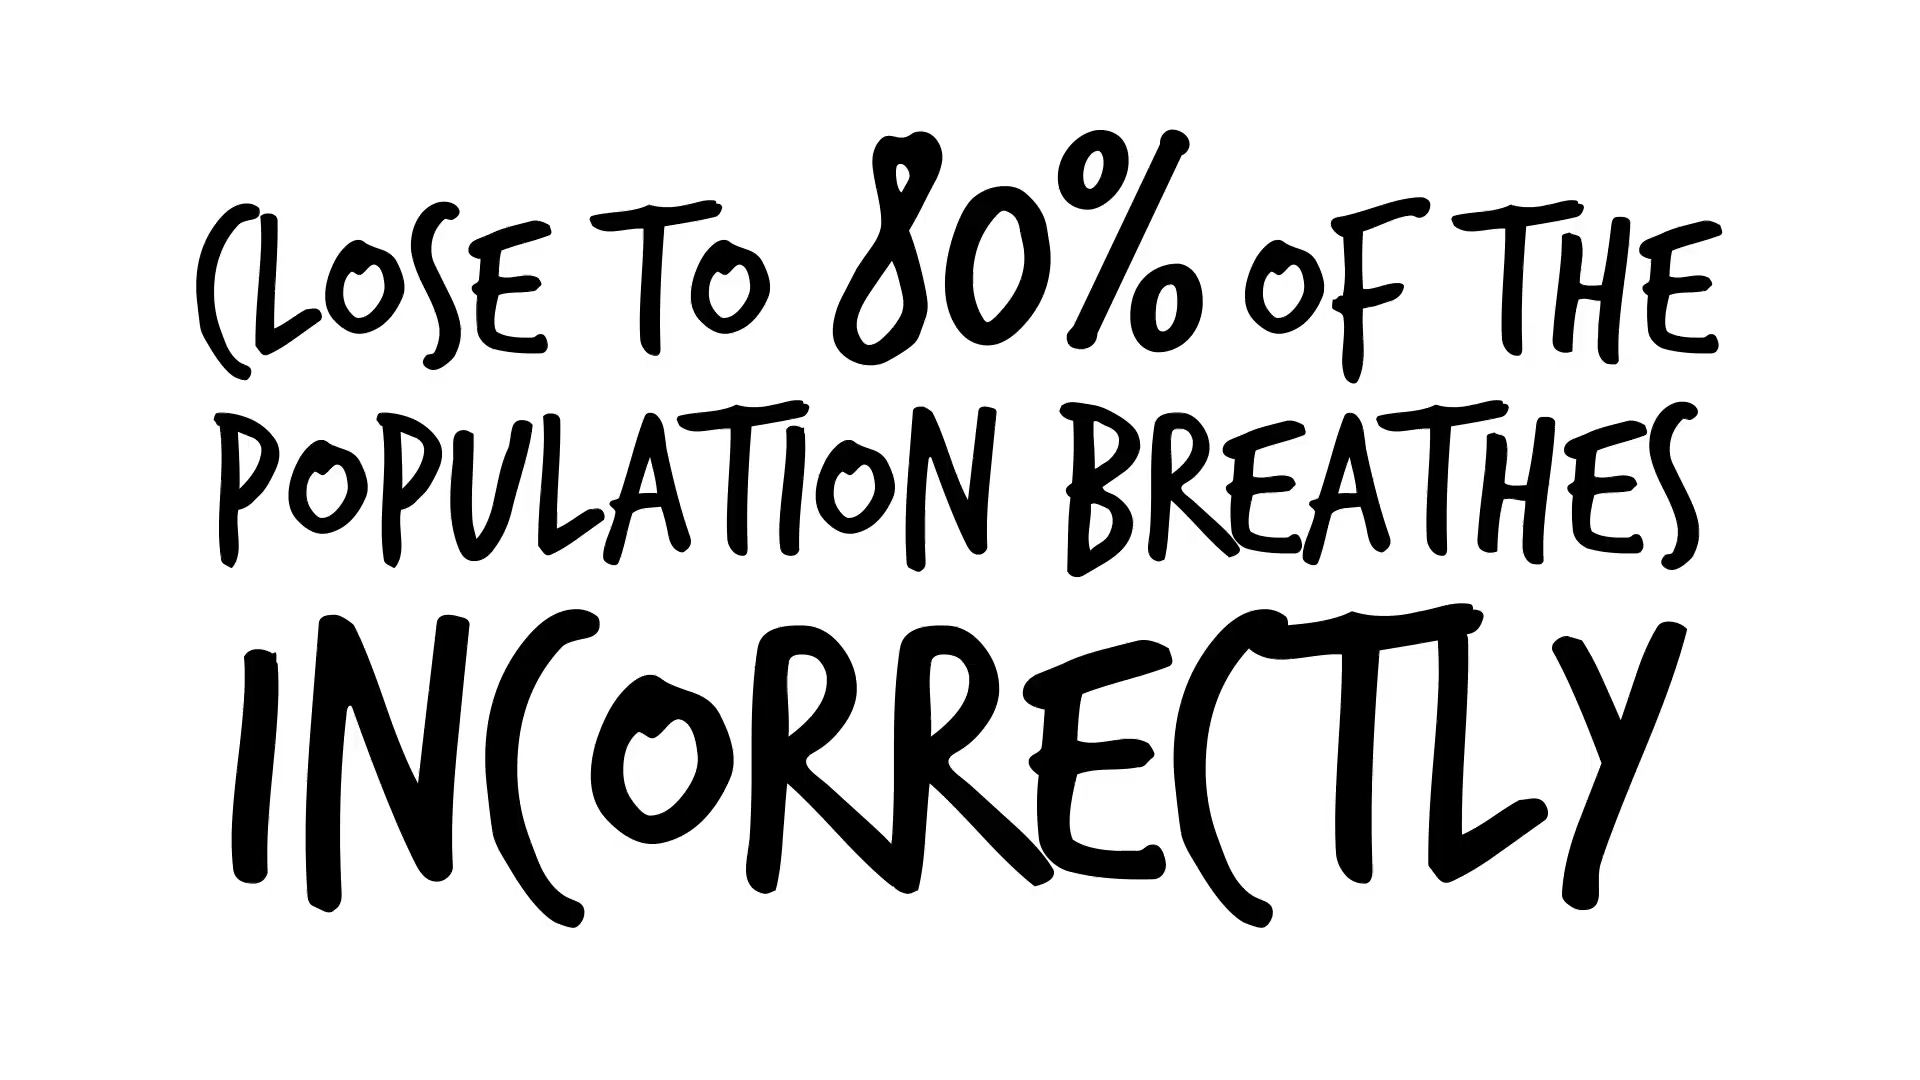 CLOSE TO 80% OF THE
POPULATION BREATHES
INCORRECTLY